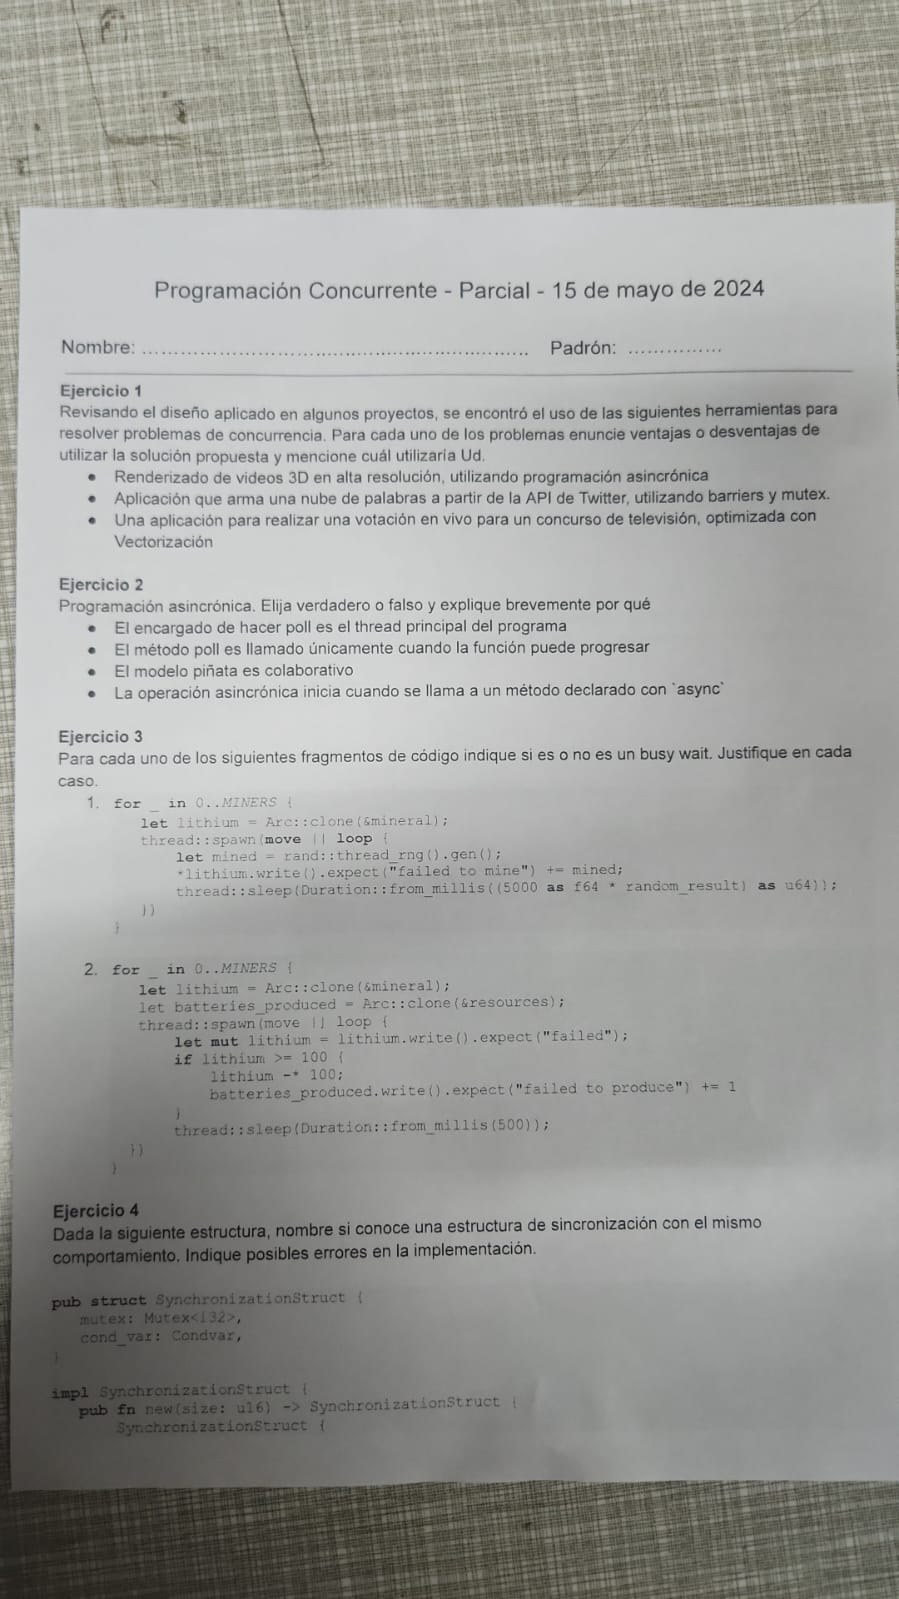 Programación Concurrente - Parcial - 15 de mayo de 2024
Nombre: ............................................................... Padrón: ...............
Ejercicio 1
Revisando el diseño aplicado en algunos proyectos, se encontró el uso de las siguientes herramientas para
resolver problemas de concurrencia. Para cada uno de los problemas enuncie ventajas o desventajas de
utilizar la solución propuesta y mencione cuál utilizaría Ud.
● Renderizado de videos 3D en alta resolución, utilizando programación asincrónica
● Aplicación que arma una nube de palabras a partir de la API de Twitter, utilizando barriers y mutex.
● Una aplicación para realizar una votación en vivo para un concurso de televisión, optimizada con
Vectorización
Ejercicio 2
Programación asincrónica. Elija verdadero o falso y explique brevemente por qué
● El encargado de hacer poll es el thread principal del programa
● El método poll es llamado únicamente cuando la función puede progresar
● El modelo piñata es colaborativo
● La operación asincrónica inicia cuando se llama a un método declarado con `async`
Ejercicio 3
Para cada uno de los siguientes fragmentos de código indique si es o no es un busy wait. Justifique en cada
caso.
1. for _ in 0..MINERS {
let lithium = Arc::clone(&mineral);
thread::spawn(move || loop {
let mined = rand::thread_rng().gen();
*lithium.write().expect("failed to mine") += mined;
thread::sleep(Duration::from_millis((5000 as f64 * random_result) as u64));
})
}
2. for _ in 0..MINERS {
let lithium = Arc::clone(&mineral);
let batteries_produced = Arc::clone(&resources);
thread::spawn(move || loop {
let mut lithium = lithium.write().expect("failed");
if lithium >= 100 {
lithium -* 100;
batteries_produced.write().expect("failed to produce") += 1
}
thread::sleep(Duration::from_millis(500));
})
}
Ejercicio 4
Dada la siguiente estructura, nombre si conoce una estructura de sincronización con el mismo
comportamiento. Indique posibles errores en la implementación.
pub struct SynchronizationStruct {
mutex: Mutex<i32>,
cond_var: Condvar,
}
impl SynchronizationStruct {
pub fn new(size: u16) -> SynchronizationStruct {
SynchronizationStruct {